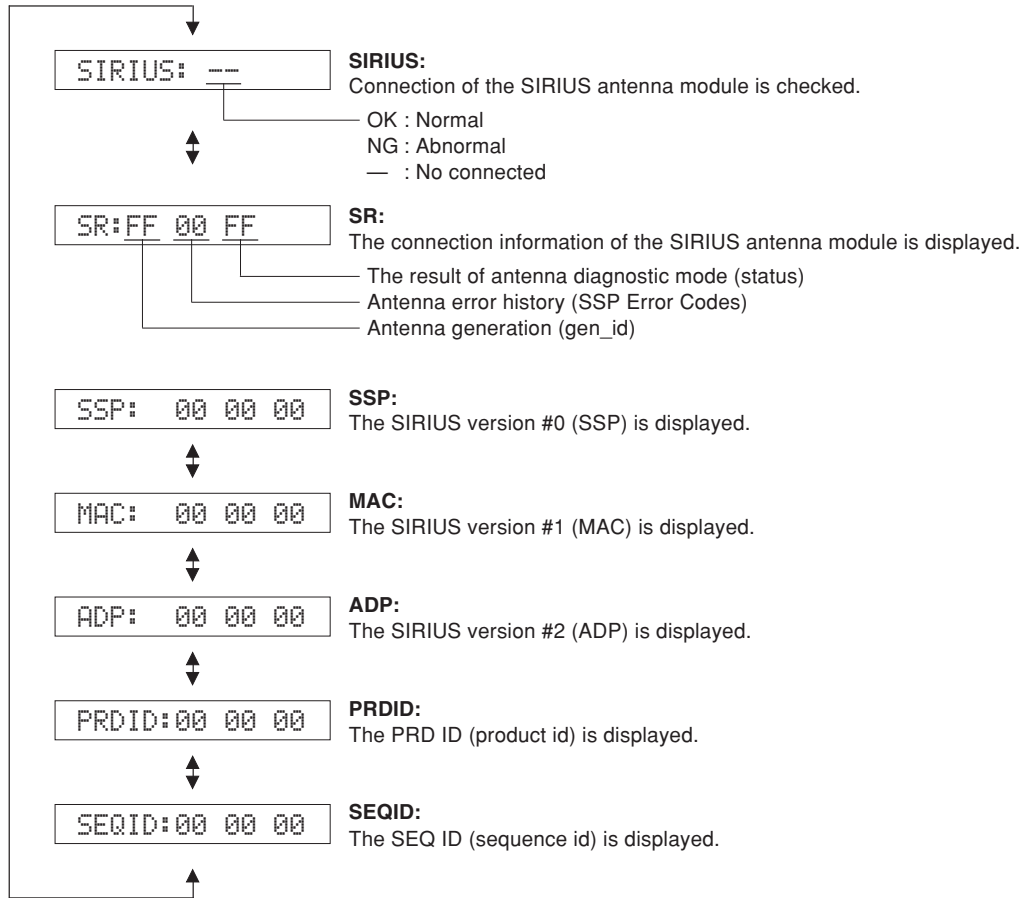 SIRIUS: --
SIRIUS:
Connection of the SIRIUS antenna module is checked.
OK : Normal
NG : Abnormal
— : No connected
SR:FF 00 FF
SR:
The connection information of the SIRIUS antenna module is displayed.
The result of antenna diagnostic mode (status)
Antenna error history (SSP Error Codes)
Antenna generation (gen_id)
SSP: 00 00 00
SSP:
The SIRIUS version #0 (SSP) is displayed.
MAC: 00 00 00
MAC:
The SIRIUS version #1 (MAC) is displayed.
ADP: 00 00 00
ADP:
The SIRIUS version #2 (ADP) is displayed.
PRDID:00 00 00
PRDID:
The PRD ID (product id) is displayed.
SEQID:00 00 00
SEQID:
The SEQ ID (sequence id) is displayed.